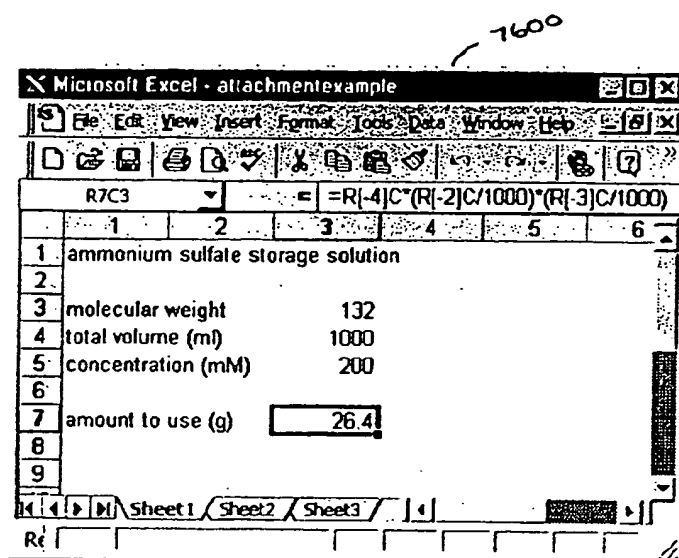 7600
Microsoft Excel - attachmentexample
File Edit View Insert Format Tools Data Window Help
R7C3 = =R[-4]C*(R[-2]C/1000)*(R[-3]C/1000)
1 2 3 4 5 6
1 ammonium sulfate storage solution
2
3 molecular weight 132
4 total volume (ml) 1000
5 concentration (mM) 200
6
7 amount to use (g) 26.4
8
9
Sheet1 Sheet2 Sheet3